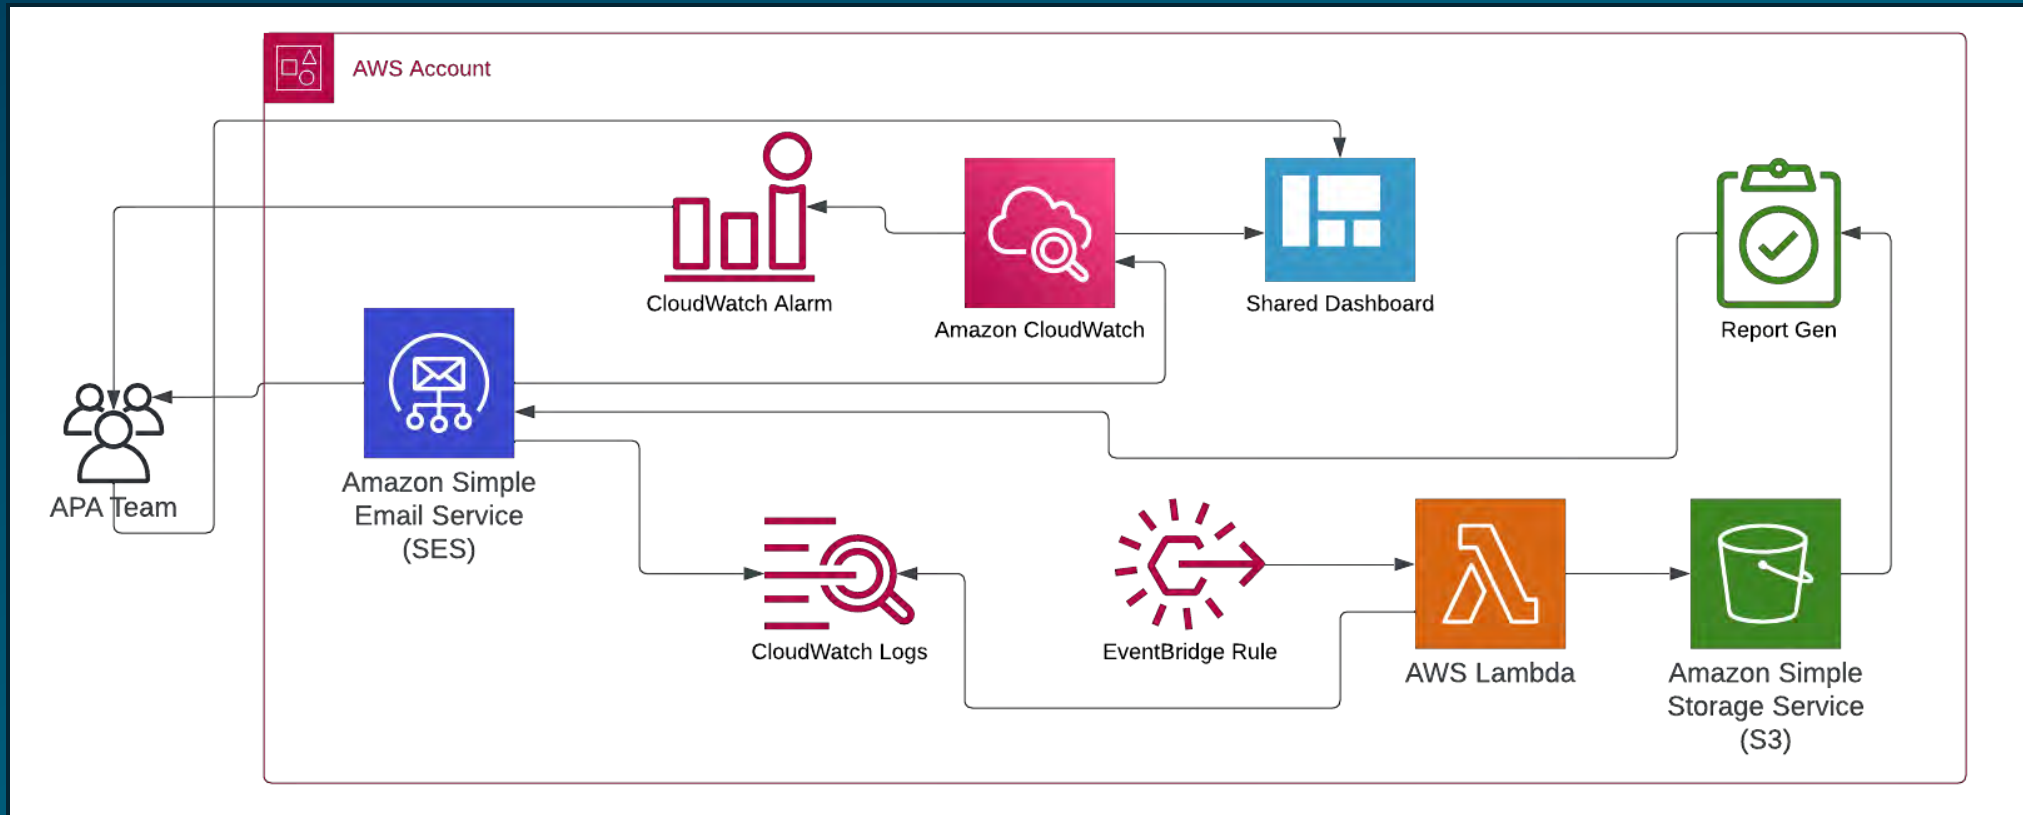 AWS Account
CloudWatch Alarm
Amazon CloudWatch
Shared Dashboard
Report Gen
APA Team
Amazon Simple
Email Service
(SES)
CloudWatch Logs
EventBridge Rule
AWS Lambda
Amazon Simple
Storage Service
(S3)